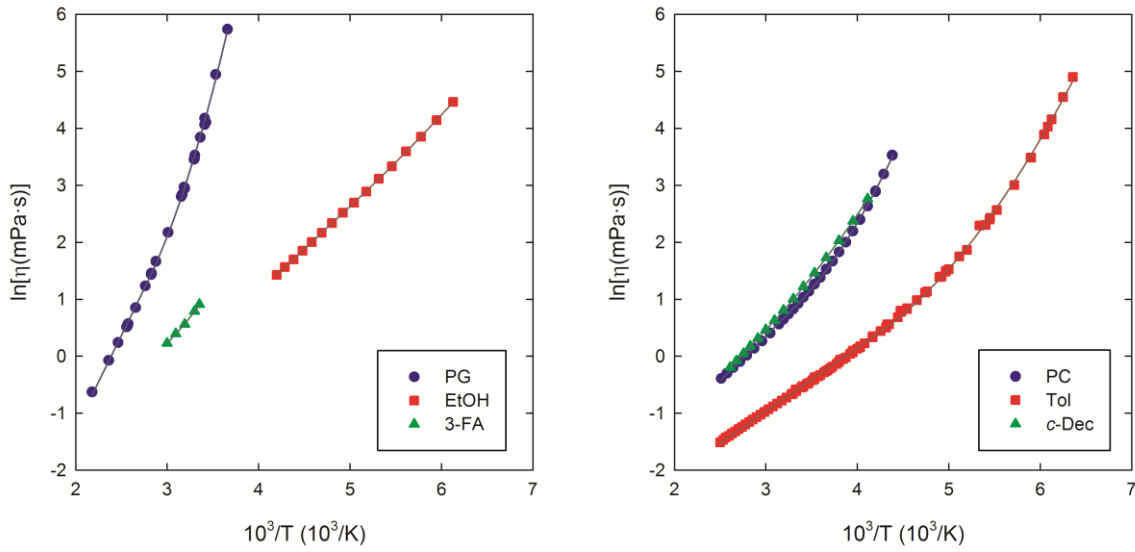 6
5
4
3
2
1
0
-1
-2
ln[η(mPa·s)]
PG
EtOH
3-FA
2 3 4 5 6 7
10³/T (10³/K)
6
5
4
3
2
1
0
-1
-2
ln[η(mPa·s)]
PC
Tol
c-Dec
2 3 4 5 6 7
10³/T (10³/K)